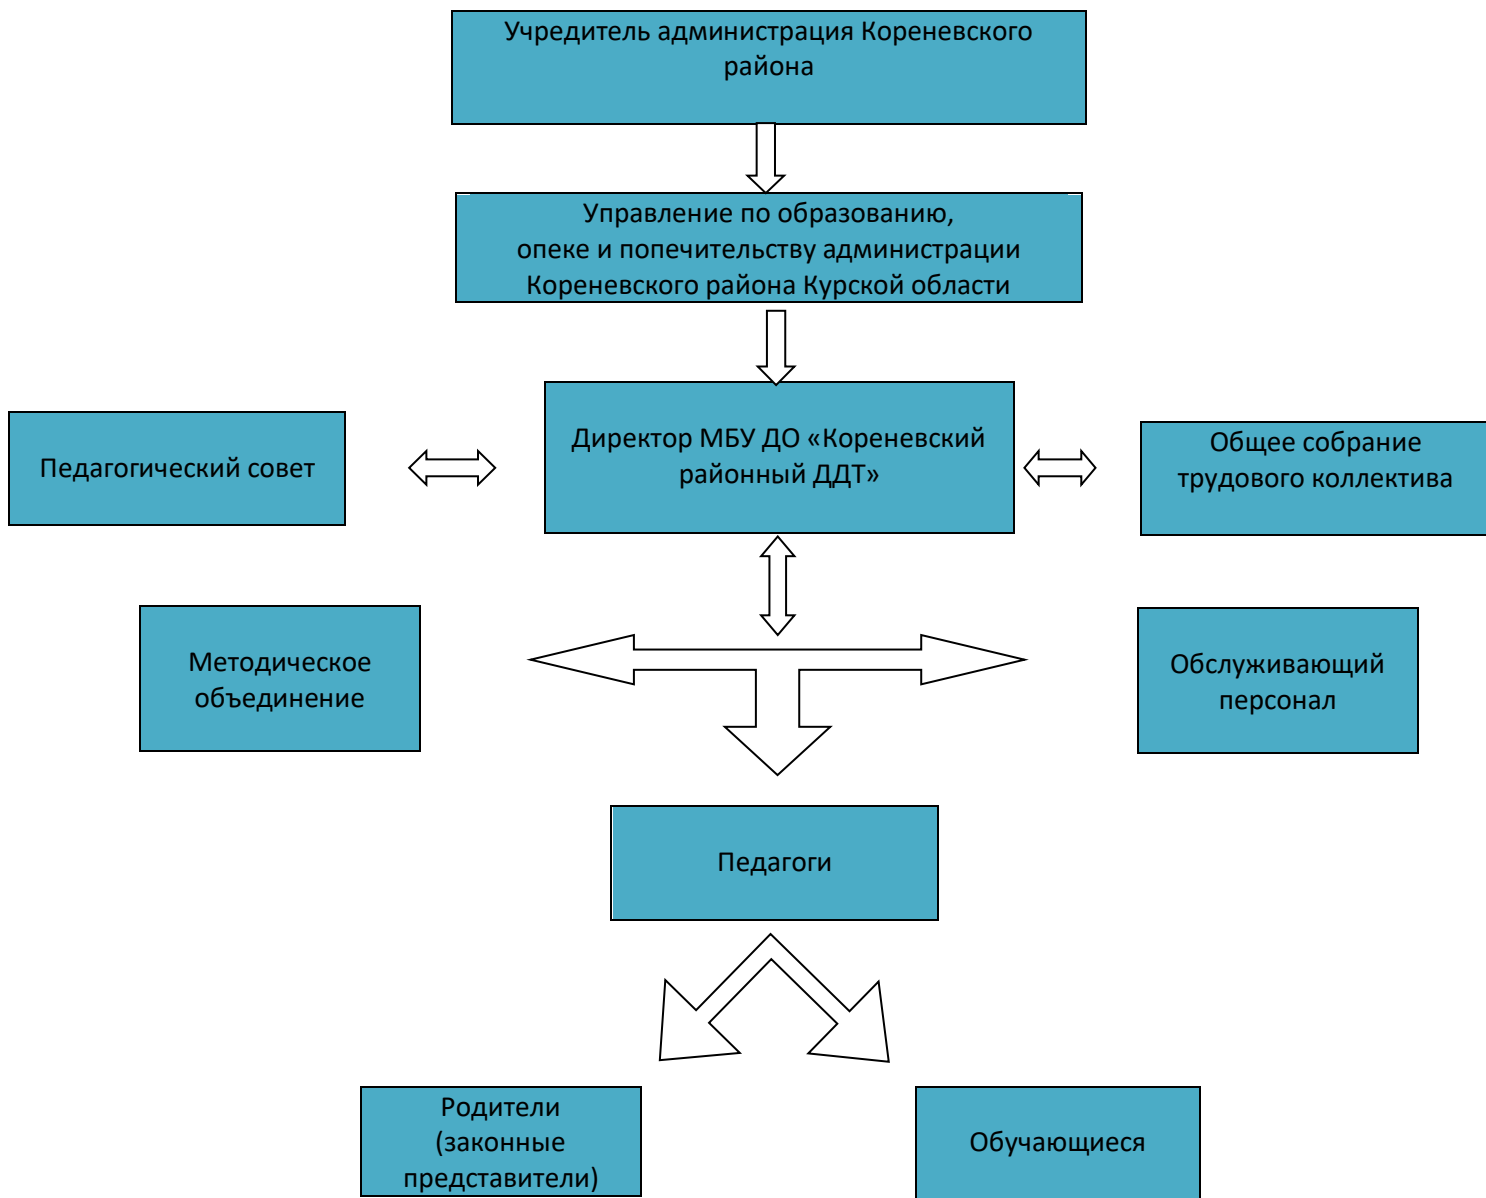 Учредитель администрация Кореневского
района
Управление по образованию,
опеке и попечительству администрации
Кореневского района Курской области
Педагогический совет
Директор МБУ ДО «Кореневский
районный ДДТ»
Общее собрание
трудового коллектива
Методическое
объединение
Обслуживающий
персонал
Педагоги
Родители
(законные
представители)
Обучающиеся